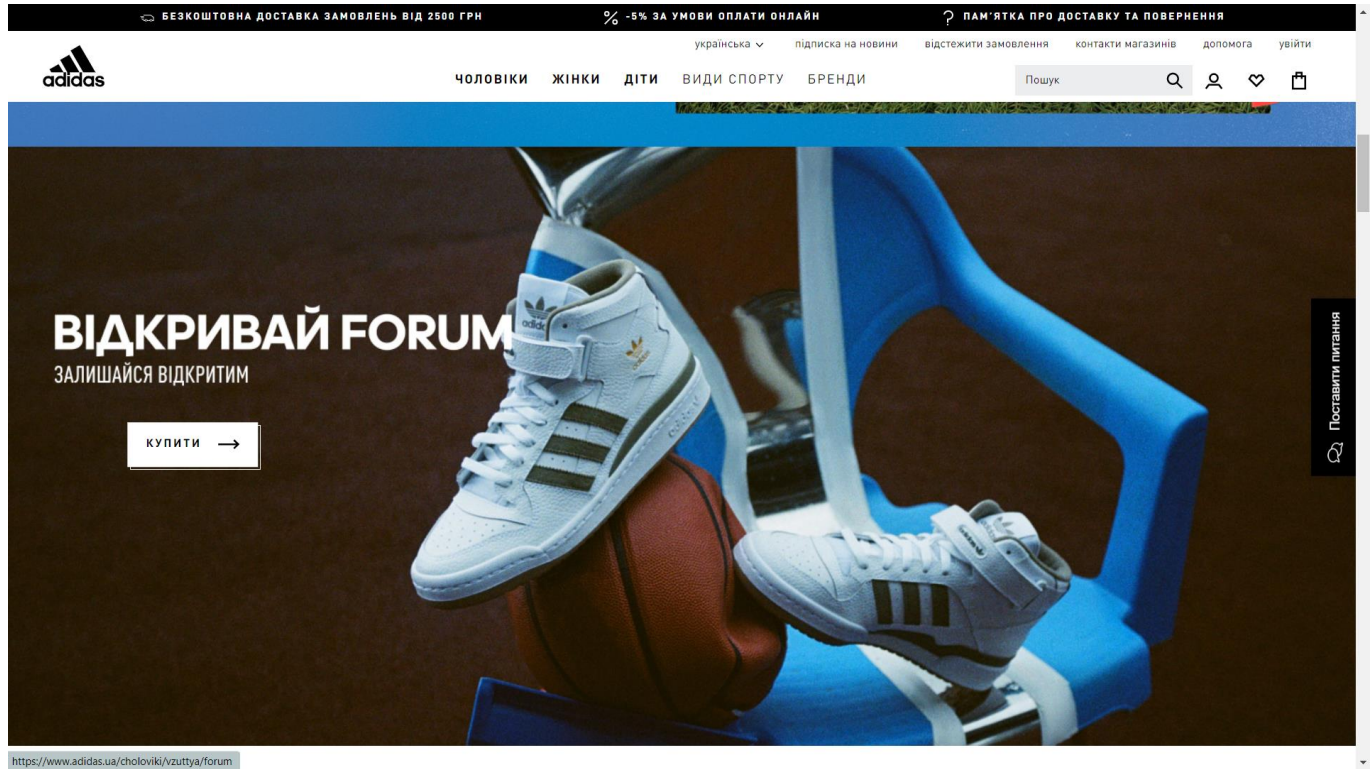 БЕЗКОШТОВНА ДОСТАВКА ЗАМОВЛЕНЬ ВІД 2500 ГРН
-5% ЗА УМОВИ ОПЛАТИ ОНЛАЙН
ПАМ'ЯТКА ПРО ДОСТАВКУ ТА ПОВЕРНЕННЯ
українська
підписка на новини
відстежити замовлення
контакти магазинів
допомога
увійти
adidas
ЧОЛОВІКИ
ЖІНКИ
ДІТИ
ВИДИ СПОРТУ
БРЕНДИ
Пошук
ВІДКРИВАЙ FORUM
ЗАЛИШАЙСЯ ВІДКРИТИМ
КУПИТИ
Поставити питання
https://www.adidas.ua/choloviki/vzuttya/forum